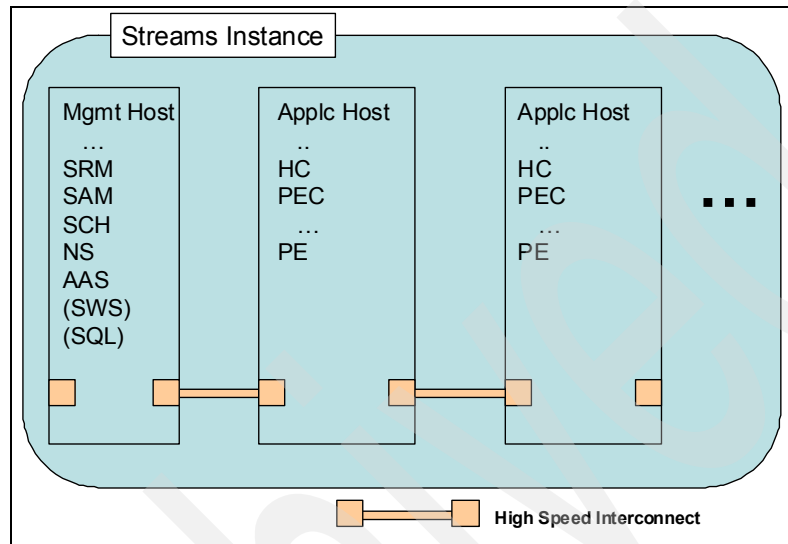 Streams Instance
Mgmt Host
…
SRM
SAM
SCH
NS
AAS
(SWS)
(SQL)
Applc Host
..
HC
PEC
…
PE
Applc Host
..
HC
PEC
…
PE
...
High Speed Interconnect